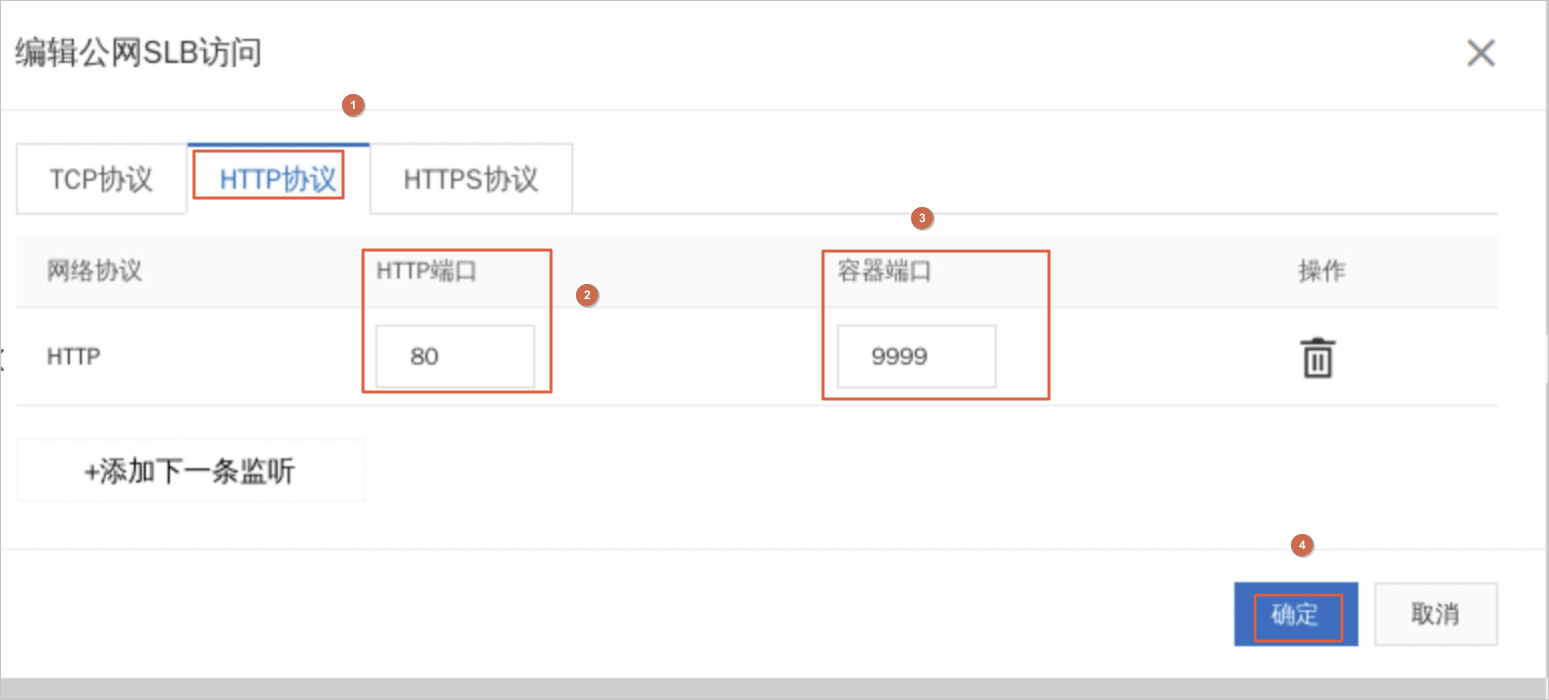 编辑公网SLB访问
1
TCP协议 HTTP协议 HTTPS协议
3
网络协议 HTTP端口 容器端口 操作
2
HTTP 80 9999
+添加下一条监听
4
确定 取消